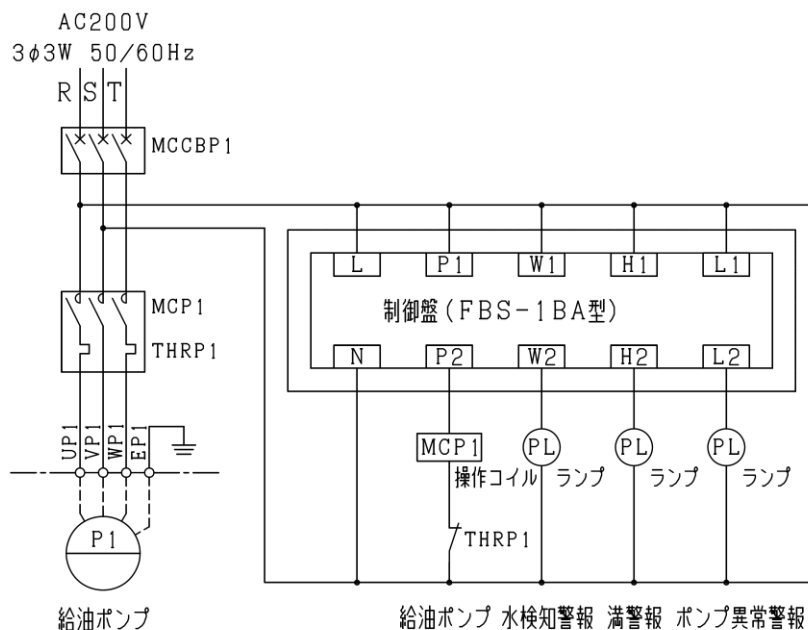 AC200V
3φ3W 50/60Hz
R S T
MCCBP1
L P1 W1 H1 L1
制御盤(FBS-1BA型)
N P2 W2 H2 L2
MCP1
THRP1
UP1
VP1
WP1
EP1
MCP1 PL PL PL
操作コイル ランプ ランプ ランプ
THRP1
P1
給油ポンプ
給油ポンプ 水検知警報 満警報 ポンプ異常警報